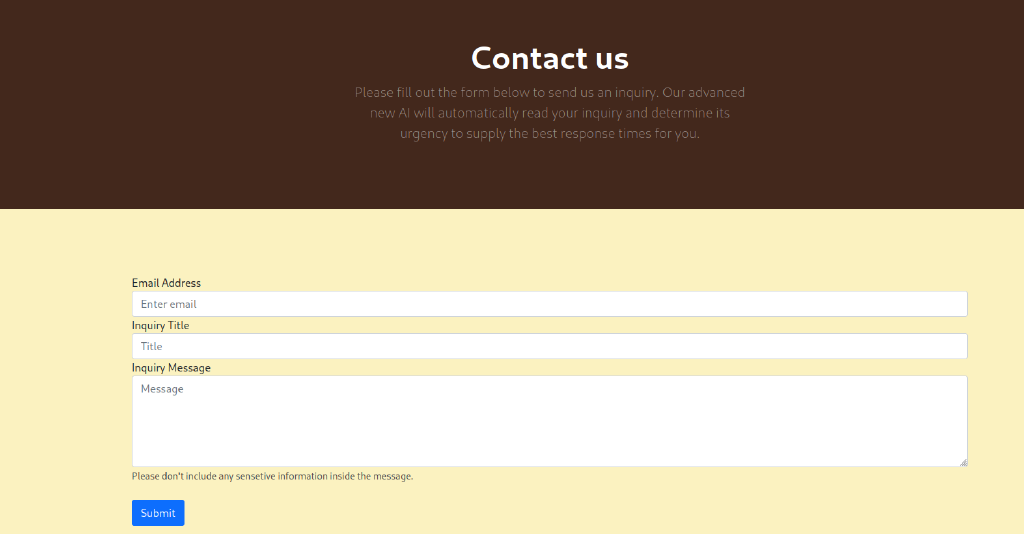 Contact us
Please fill out the form below to send us an inquiry. Our advanced
new AI will automatically read your inquiry and determine its
urgency to supply the best response times for you.
Email Address
Enter email
Inquiry Title
Title
Inquiry Message
Message
Please don't include any sensetive information inside the message.
Submit